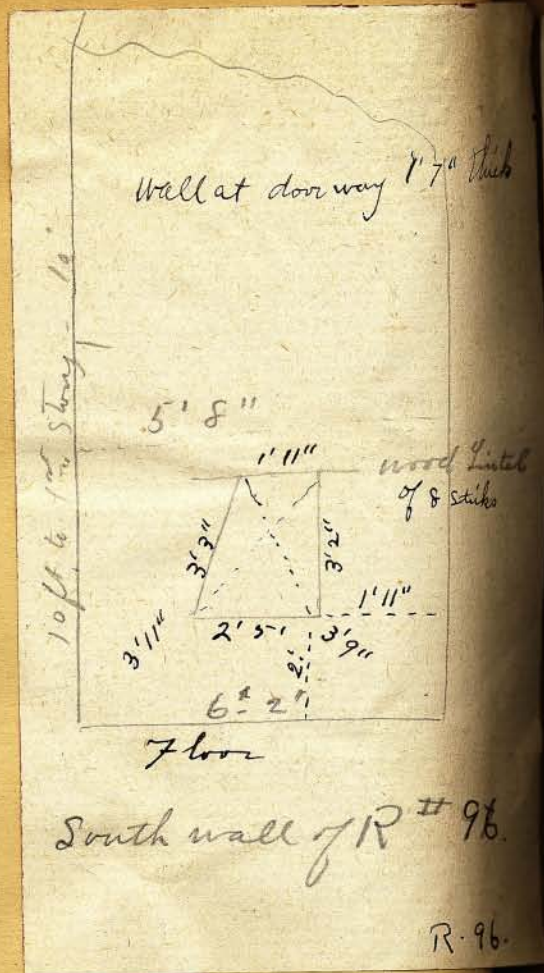 Wall at door way 1' 7" thick
10 ft to 1st Story - 10'
5' 8"
1' 11"
wood Lintel
of 8 sticks
3' 3"
3' 2"
1' 11"
3' 11"
2' 5"
3' 9"
2'
6' 2"
Floor
South wall of R # 96.
R. 96.